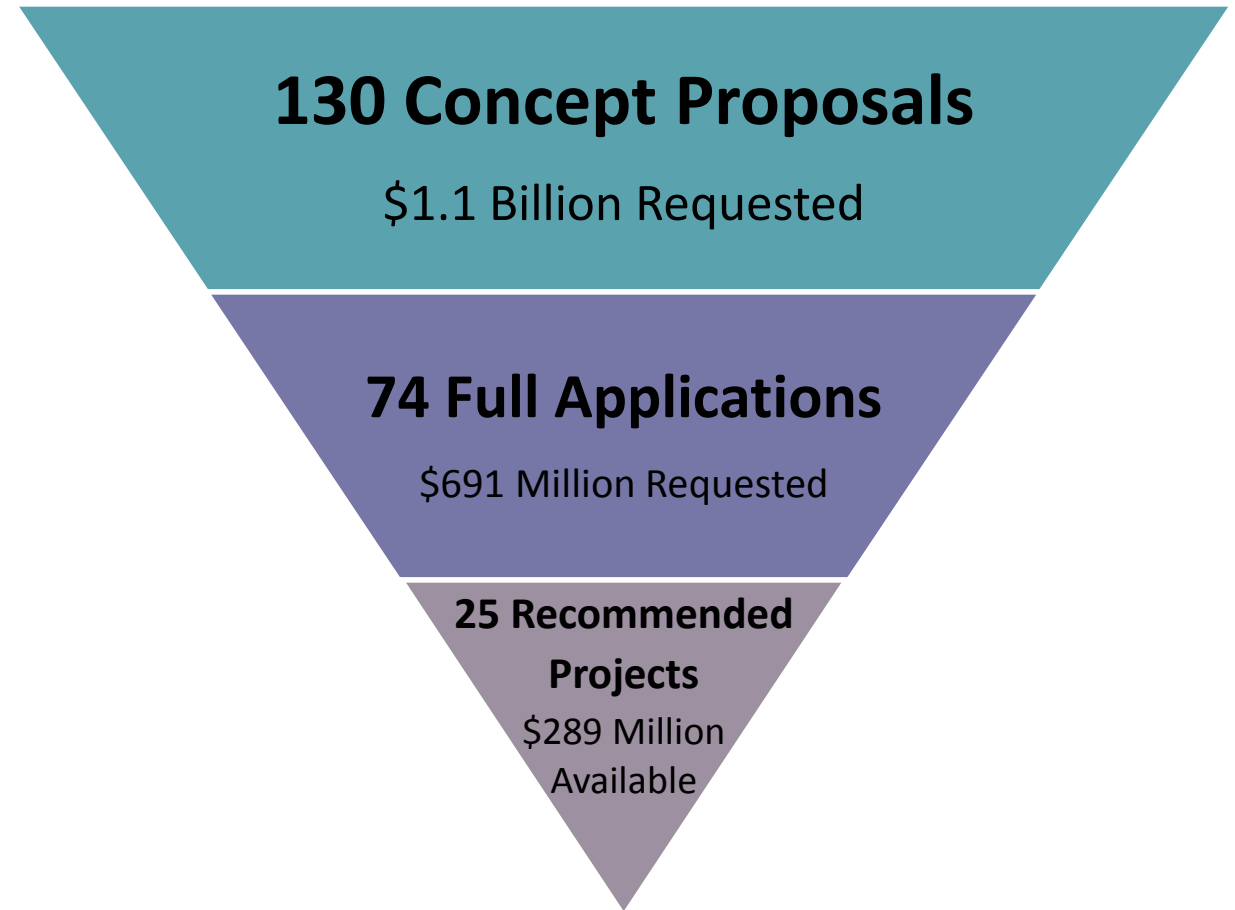 130 Concept Proposals
$1.1 Billion Requested
74 Full Applications
$691 Million Requested
25 Recommended
Projects
$289 Million
Available